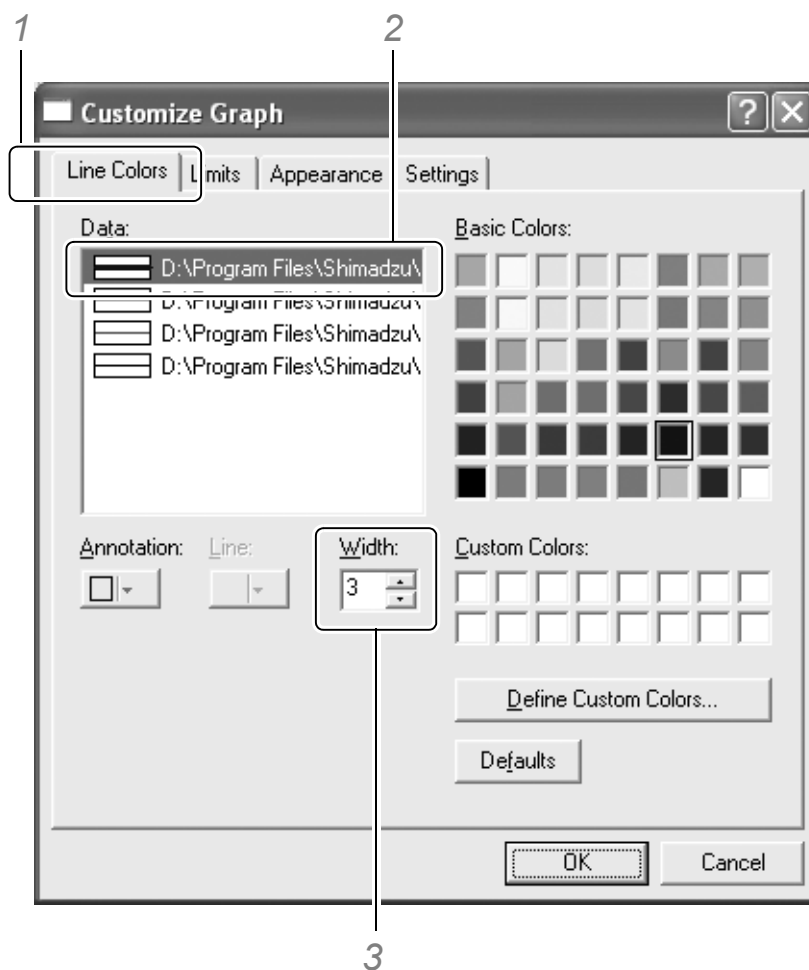 1 2
Customize Graph
Line Colors Limits Appearance Settings
Data:
D:\Program Files\Shimadzu\
D:\Program Files\Shimadzu\
D:\Program Files\Shimadzu\
D:\Program Files\Shimadzu\
Annotation: Line: Width:
3
Basic Colors:
Custom Colors:
Define Custom Colors...
Defaults
OK Cancel
3